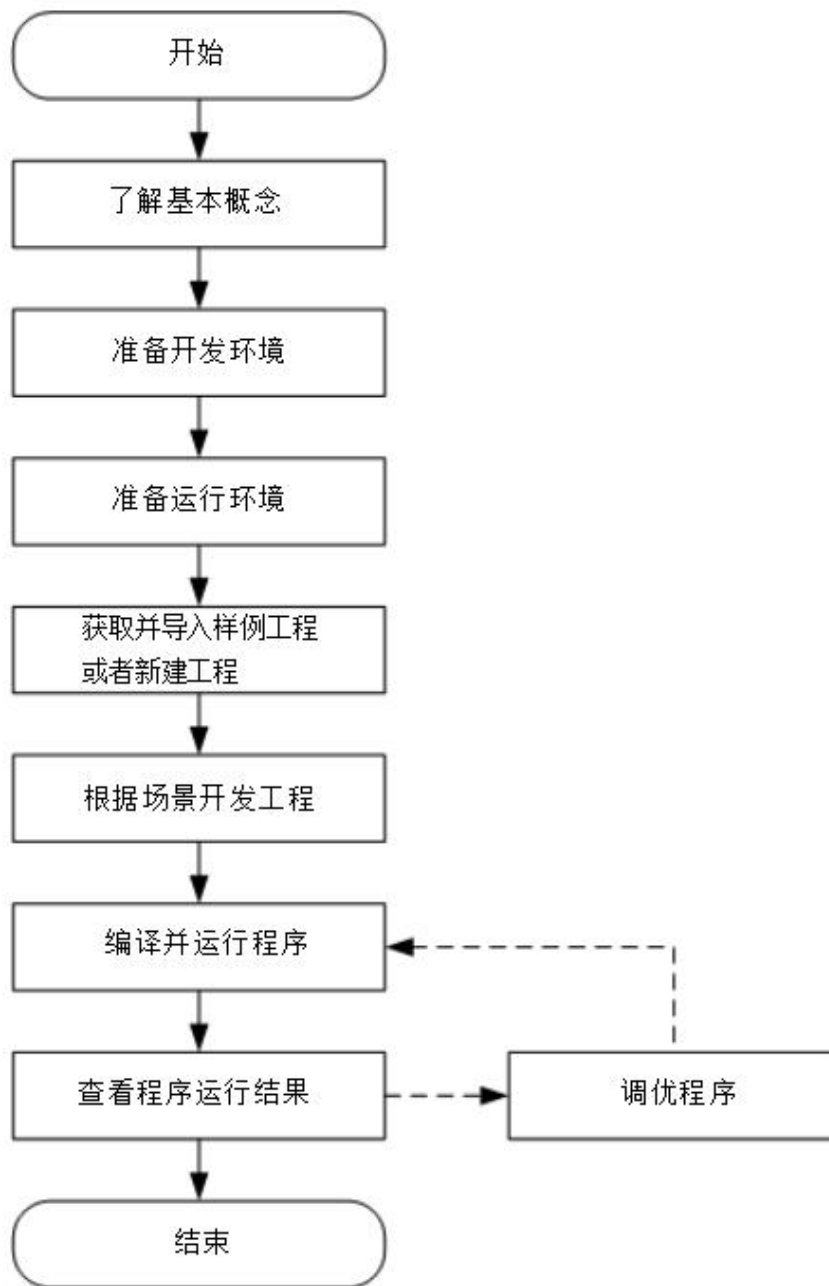 开始
了解基本概念
准备开发环境
准备运行环境
获取并导入样例工程
或者新建工程
根据场景开发工程
编译并运行程序
查看程序运行结果
调优程序
结束